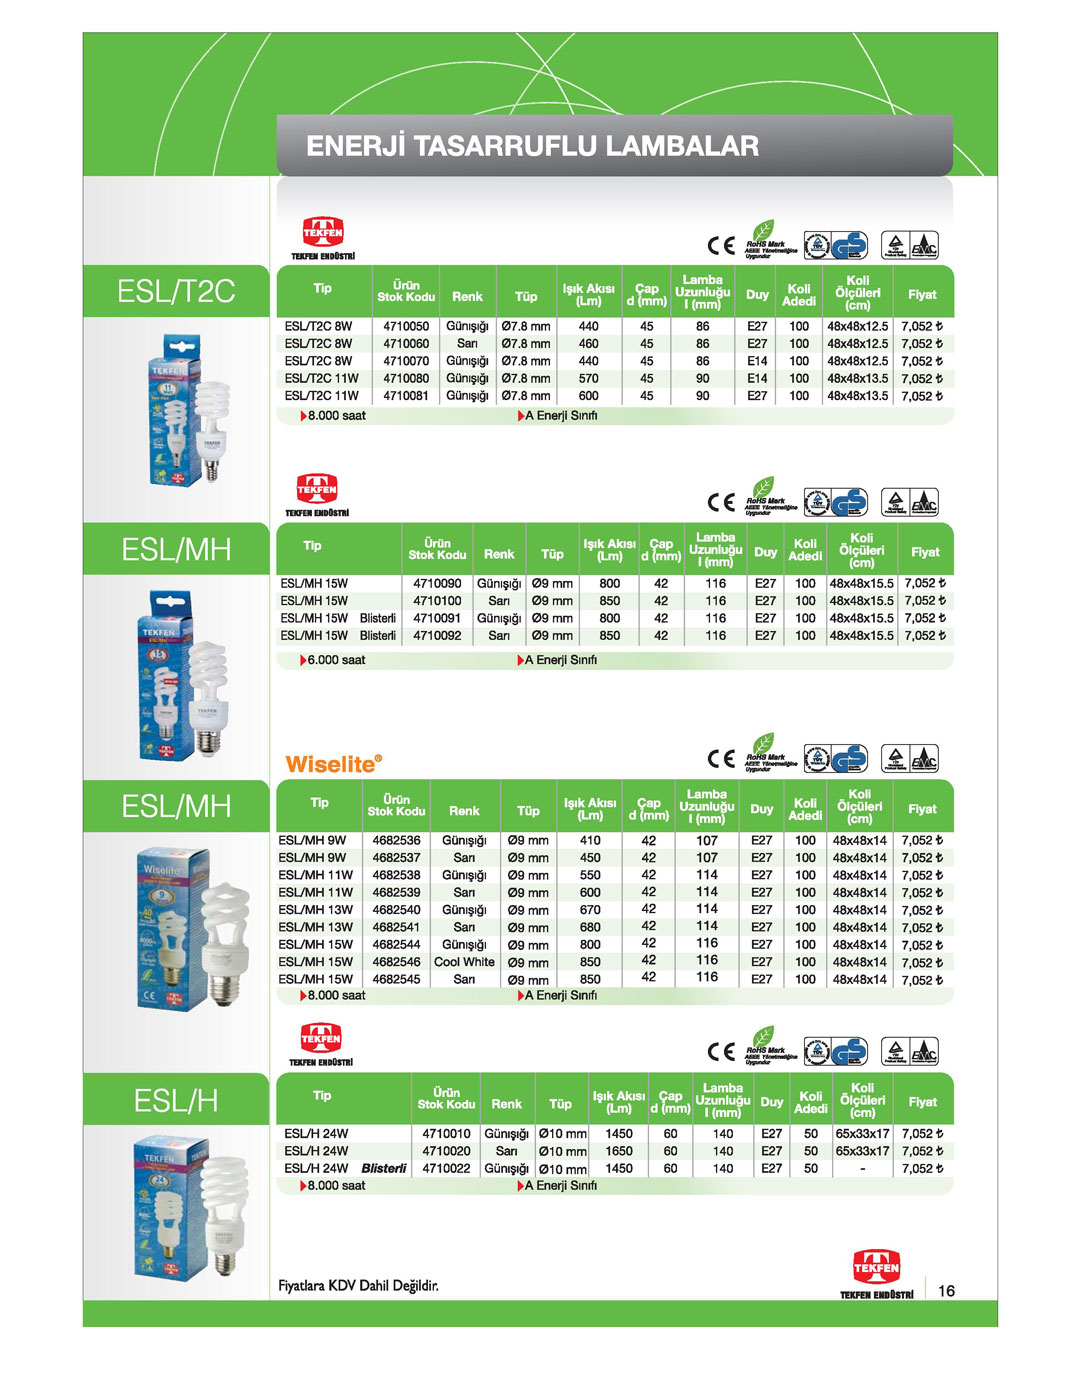 ENERJİ TASARRUFLU LAMBALAR
TEKFEN
TEKFEN ENDÜSTRİ
CE RoHS Mark AEEE Yönetmeliğine Uygundur
ESL/T2C
Tip Ürün Stok Kodu Renk Tüp Işık Akısı (Lm) Çap d (mm) Lamba Uzunluğu l (mm) Duy Koli Adedi Koli Ölçüleri (cm) Fiyat
ESL/T2C 8W 4710050 Günışığı Ø7.8 mm 440 45 86 E27 100 48x48x12.5 7,052 ₺
ESL/T2C 8W 4710060 Sarı Ø7.8 mm 460 45 86 E27 100 48x48x12.5 7,052 ₺
ESL/T2C 8W 4710070 Günışığı Ø7.8 mm 440 45 86 E14 100 48x48x12.5 7,052 ₺
ESL/T2C 11W 4710080 Günışığı Ø7.8 mm 570 45 90 E14 100 48x48x13.5 7,052 ₺
ESL/T2C 11W 4710081 Günışığı Ø7.8 mm 600 45 90 E27 100 48x48x13.5 7,052 ₺
8.000 saat A Enerji Sınıfı
TEKFEN
TEKFEN ENDÜSTRİ
CE RoHS Mark AEEE Yönetmeliğine Uygundur
ESL/MH
Tip Ürün Stok Kodu Renk Tüp Işık Akısı (Lm) Çap d (mm) Lamba Uzunluğu l (mm) Duy Koli Adedi Koli Ölçüleri (cm) Fiyat
ESL/MH 15W 4710090 Günışığı Ø9 mm 800 42 116 E27 100 48x48x15.5 7,052 ₺
ESL/MH 15W 4710100 Sarı Ø9 mm 850 42 116 E27 100 48x48x15.5 7,052 ₺
ESL/MH 15W Blisterli 4710091 Günışığı Ø9 mm 800 42 116 E27 100 48x48x15.5 7,052 ₺
ESL/MH 15W Blisterli 4710092 Sarı Ø9 mm 850 42 116 E27 100 48x48x15.5 7,052 ₺
6.000 saat A Enerji Sınıfı
Wiselite®
CE RoHS Mark AEEE Yönetmeliğine Uygundur
ESL/MH
Tip Ürün Stok Kodu Renk Tüp Işık Akısı (Lm) Çap d (mm) Lamba Uzunluğu l (mm) Duy Koli Adedi Koli Ölçüleri (cm) Fiyat
ESL/MH 9W 4682536 Günışığı Ø9 mm 410 42 107 E27 100 48x48x14 7,052 ₺
ESL/MH 9W 4682537 Sarı Ø9 mm 450 42 107 E27 100 48x48x14 7,052 ₺
ESL/MH 11W 4682538 Günışığı Ø9 mm 550 42 114 E27 100 48x48x14 7,052 ₺
ESL/MH 11W 4682539 Sarı Ø9 mm 600 42 114 E27 100 48x48x14 7,052 ₺
ESL/MH 13W 4682540 Günışığı Ø9 mm 670 42 114 E27 100 48x48x14 7,052 ₺
ESL/MH 13W 4682541 Sarı Ø9 mm 680 42 114 E27 100 48x48x14 7,052 ₺
ESL/MH 15W 4682544 Günışığı Ø9 mm 800 42 116 E27 100 48x48x14 7,052 ₺
ESL/MH 15W 4682546 Cool White Ø9 mm 850 42 116 E27 100 48x48x14 7,052 ₺
ESL/MH 15W 4682545 Sarı Ø9 mm 850 42 116 E27 100 48x48x14 7,052 ₺
8.000 saat A Enerji Sınıfı
TEKFEN
TEKFEN ENDÜSTRİ
CE RoHS Mark AEEE Yönetmeliğine Uygundur
ESL/H
Tip Ürün Stok Kodu Renk Tüp Işık Akısı (Lm) Çap d (mm) Lamba Uzunluğu l (mm) Duy Koli Adedi Koli Ölçüleri (cm) Fiyat
ESL/H 24W 4710010 Günışığı Ø10 mm 1450 60 140 E27 50 65x33x17 7,052 ₺
ESL/H 24W 4710020 Sarı Ø10 mm 1650 60 140 E27 50 65x33x17 7,052 ₺
ESL/H 24W Blisterli 4710022 Günışığı Ø10 mm 1450 60 140 E27 50 - 7,052 ₺
8.000 saat A Enerji Sınıfı
Fiyatlara KDV Dahil Değildir.
TEKFEN
TEKFEN ENDÜSTRİ
16